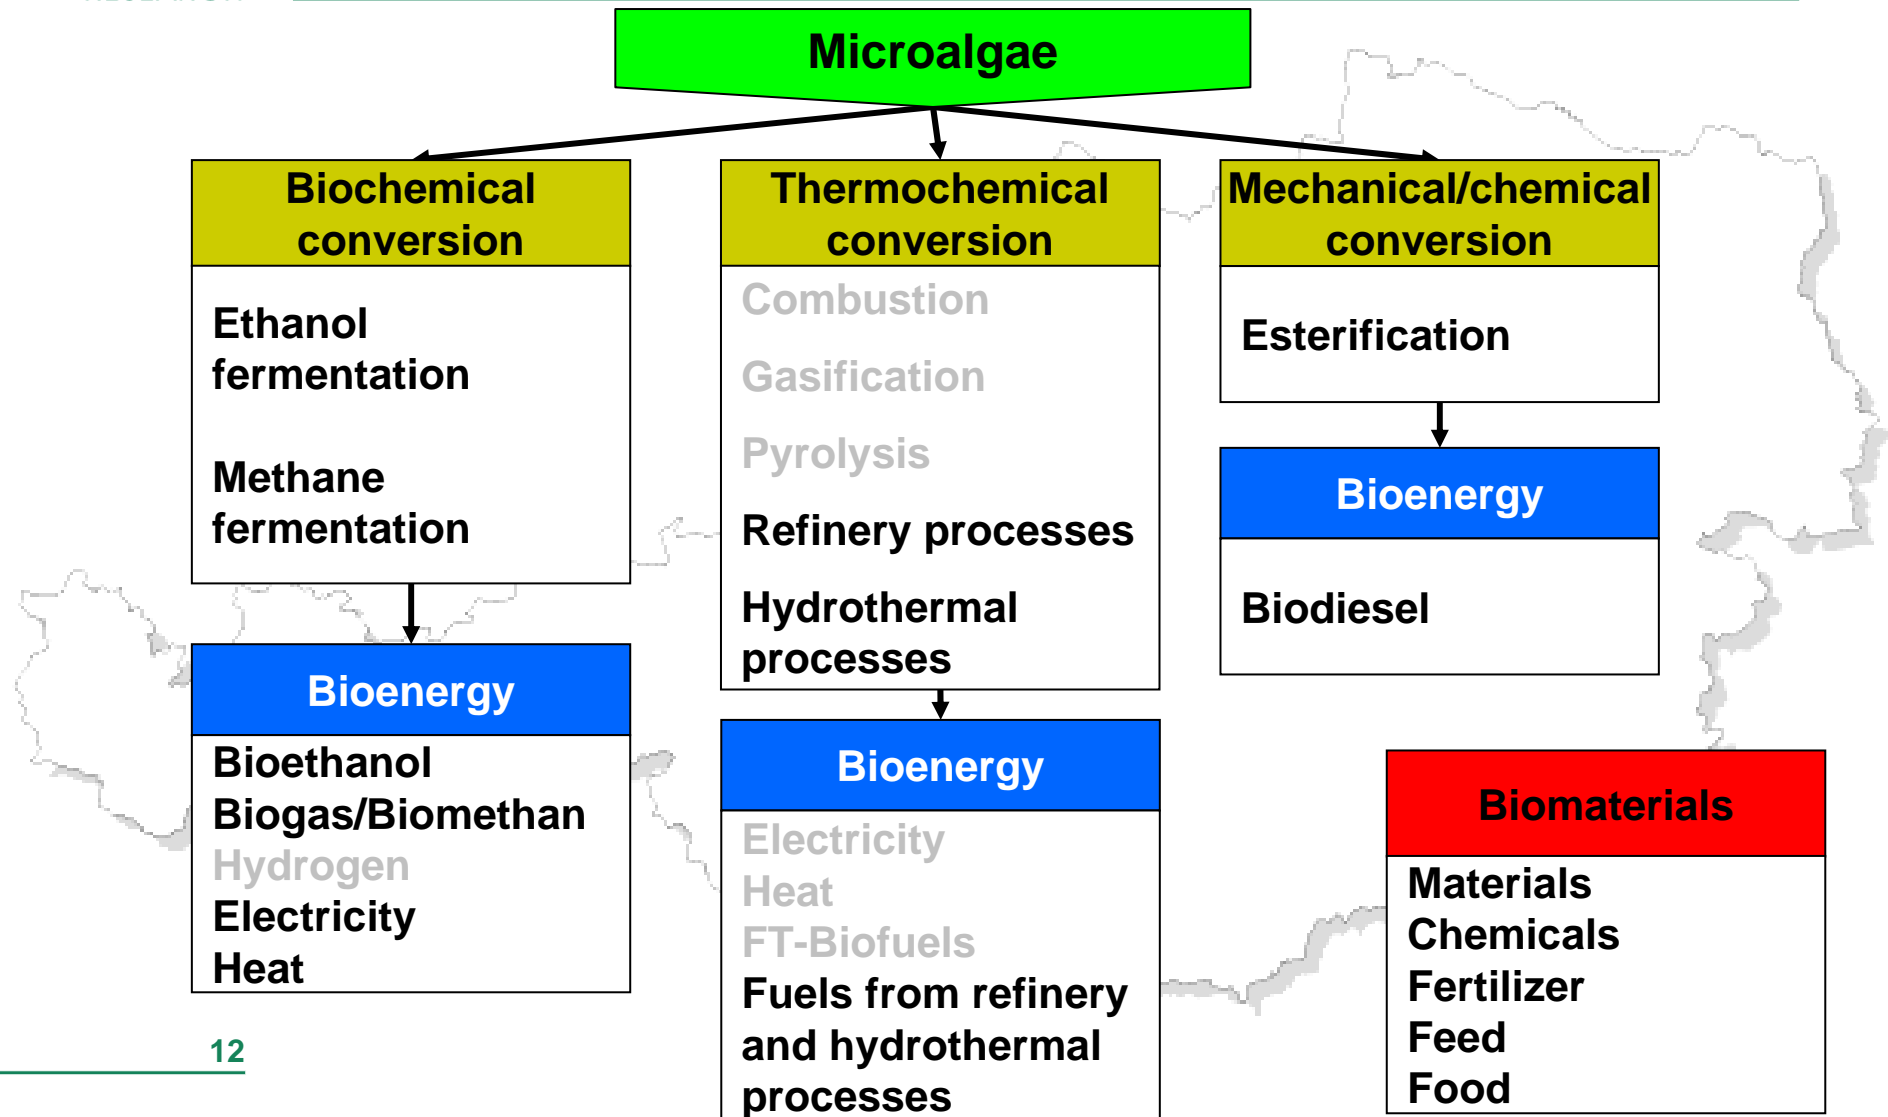 Microalgae
Biochemical
conversion
Ethanol
fermentation
Methane
fermentation
Bioenergy
Bioethanol
Biogas/Biomethan
Hydrogen
Electricity
Heat
Thermochemical
conversion
Combustion
Gasification
Pyrolysis
Refinery processes
Hydrothermal
processes
Bioenergy
Electricity
Heat
FT-Biofuels
Fuels from refinery
and hydrothermal
processes
Mechanical/chemical
conversion
Esterification
Bioenergy
Biodiesel
Biomaterials
Materials
Chemicals
Fertilizer
Feed
Food
12